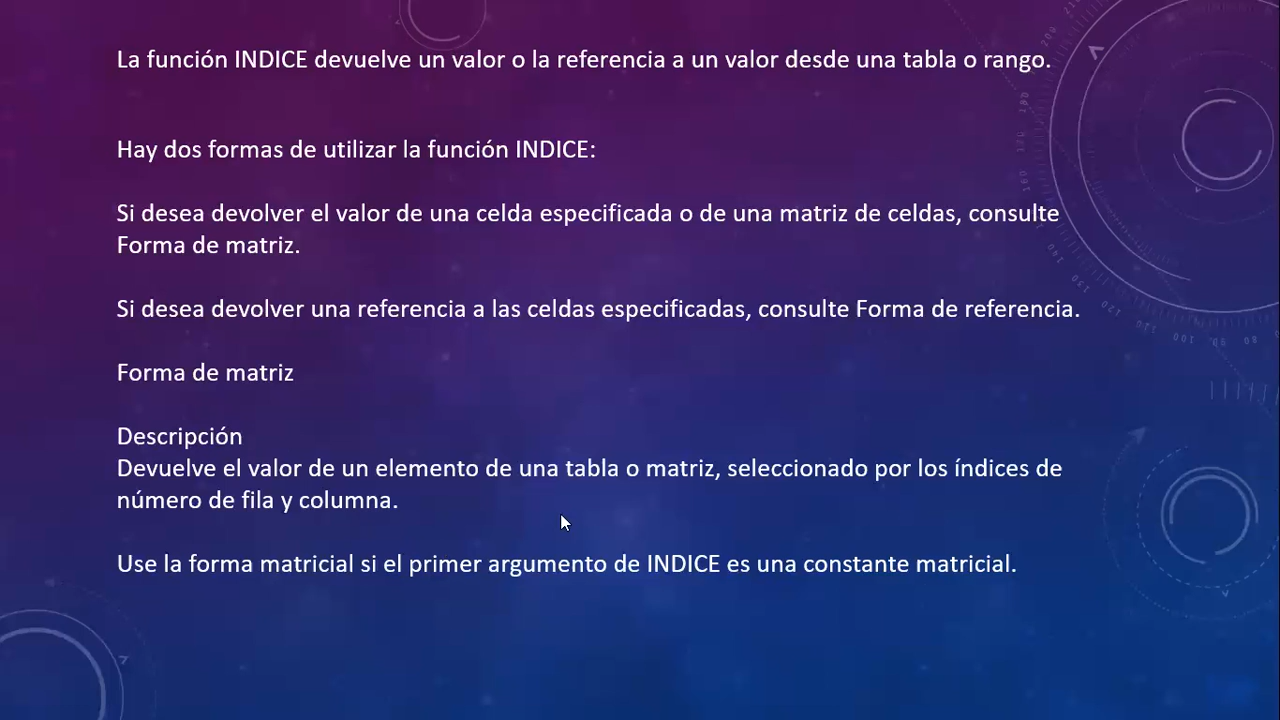 La función INDICE devuelve un valor o la referencia a un valor desde una tabla o rango.
Hay dos formas de utilizar la función INDICE:
Si desea devolver el valor de una celda especificada o de una matriz de celdas, consulte
Forma de matriz.
Si desea devolver una referencia a las celdas especificadas, consulte Forma de referencia.
Forma de matriz
Descripción
Devuelve el valor de un elemento de una tabla o matriz, seleccionado por los índices de
número de fila y columna.
Use la forma matricial si el primer argumento de INDICE es una constante matricial.